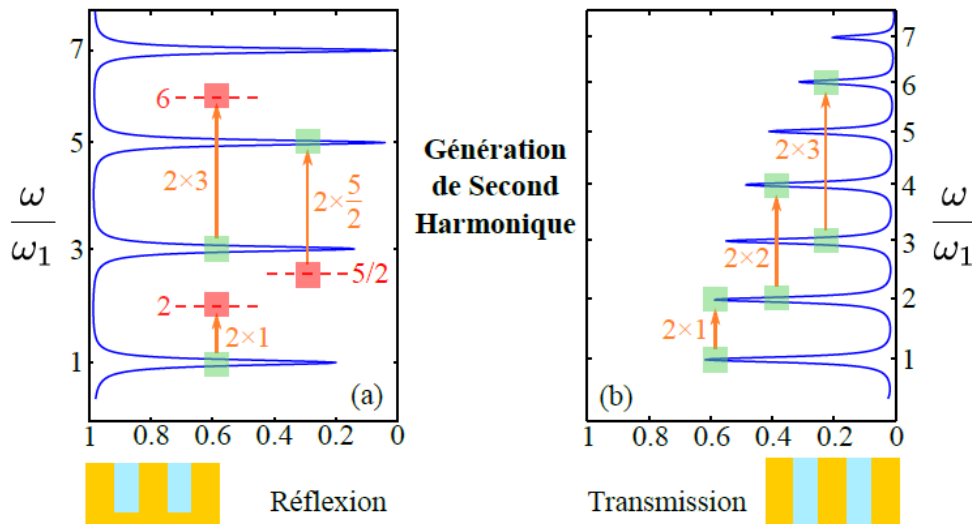 7
6
5
2×3
2×5/2
3
5/2
2
2×1
1
(a)
1 0.8 0.6 0.4 0.2 0
ω/ω₁
Réflexion
Génération
de Second
Harmonique
7
6
5
4
3
2
1
2×3
2×2
2×1
(b)
1 0.8 0.6 0.4 0.2 0
ω/ω₁
Transmission